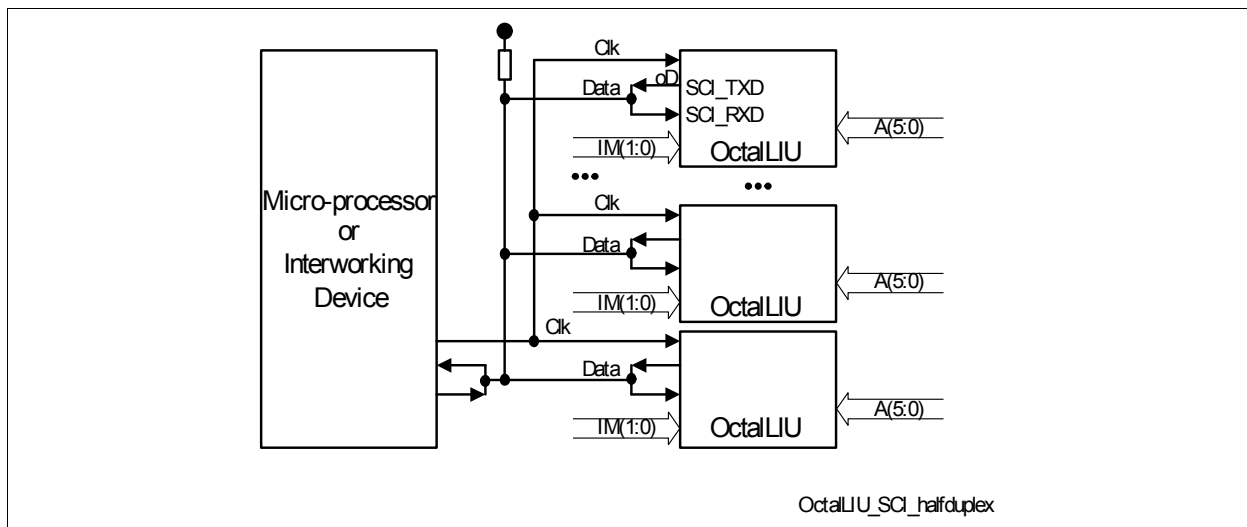 Clk
oD
Data
SCI_TXD
SCI_RXD
A(5:0)
IM(1:0)
OctalLIU
•••
•••
Micro-processor
or
Interworking
Device
Clk
Data
A(5:0)
IM(1:0)
OctalLIU
Clk
Data
A(5:0)
IM(1:0)
OctalLIU
OctalLIU_SCI_halfduplex